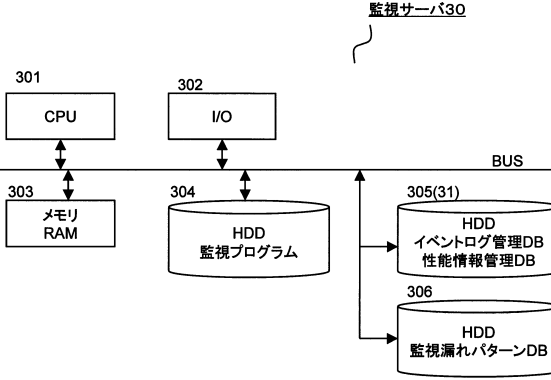 監視サーバ30
301
CPU
302
I/O
BUS
303
メモリ
RAM
304
HDD
監視プログラム
305(31)
HDD
イベントログ管理DB
性能情報管理DB
306
HDD
監視漏れパターンDB